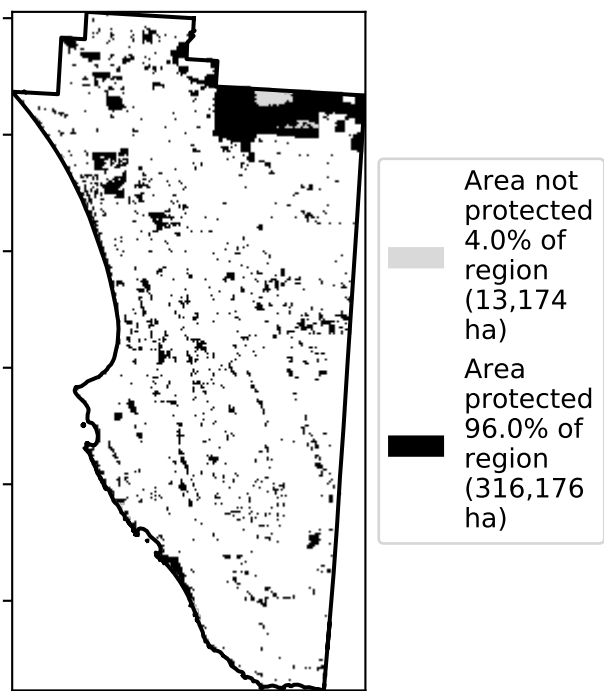 Area not
protected
4.0% of
region
(13,174
ha)
Area
protected
96.0% of
region
(316,176
ha)